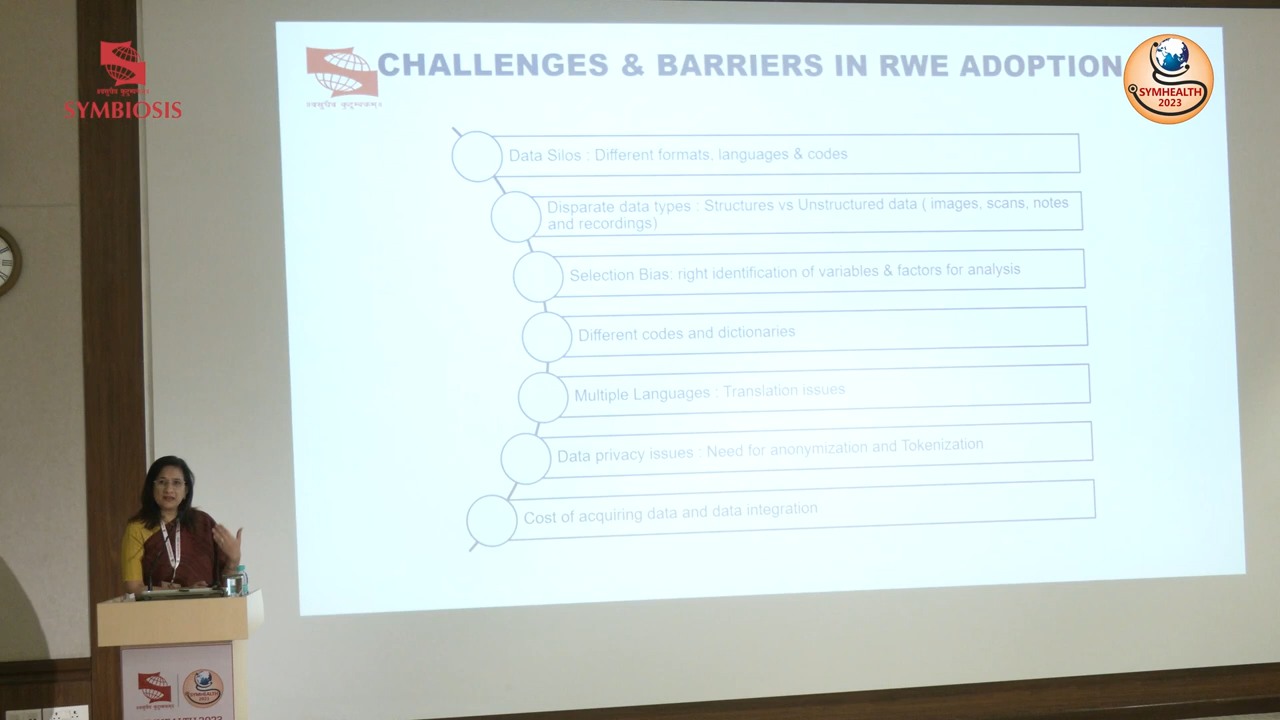 SYMBIOSIS
वसुधैव कुटुम्बकम्
CHALLENGES & BARRIERS IN RWE ADOPTION
SYMHEALTH
2023
Data Silos : Different formats, languages & codes
Disparate data types : Structures vs Unstructured data ( images, scans, notes
and recordings)
Selection Bias: right identification of variables & factors for analysis
Different codes and dictionaries
Multiple Languages : Translation issues
Data privacy issues : Need for anonymization and Tokenization
Cost of acquiring data and data integration
SYMHEALTH